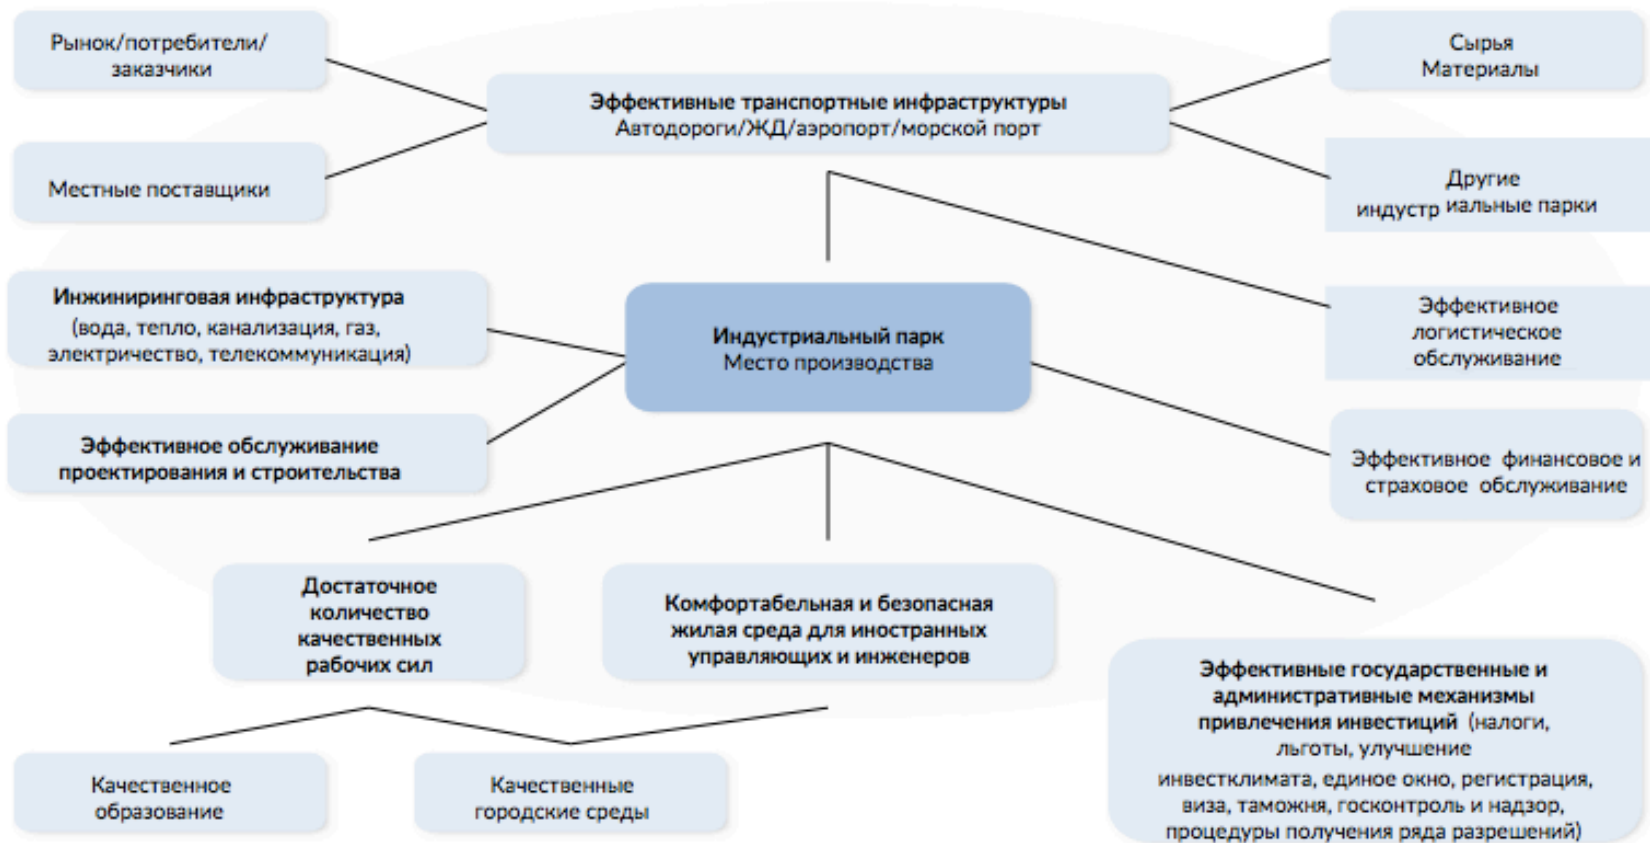 Рынок/потребители/
заказчики
Эффективные транспортные инфраструктуры
Автодороги/ЖД/аэропорт/морской порт
Сырья
Материалы
Местные поставщики
Другие
индустр иальные парки
Инжиниринговая инфраструктура
(вода, тепло, канализация, газ,
электричество, телекоммуникация)
Индустриальный парк
Место производства
Эффективное
логистическое
обслуживание
Эффективное обслуживание
проектирования и строительства
Эффективное финансовое и
страховое обслуживание
Достаточное
количество
качественных
рабочих сил
Комфортабельная и безопасная
жилая среда для иностранных
управляющих и инженеров
Эффективные государственные и
административные механизмы
привлечения инвестиций (налоги,
льготы, улучшение
инвестклимата, единое окно, регистрация,
виза, таможня, госконтроль и надзор,
процедуры получения ряда разрешений)
Качественное
образование
Качественные
городские среды